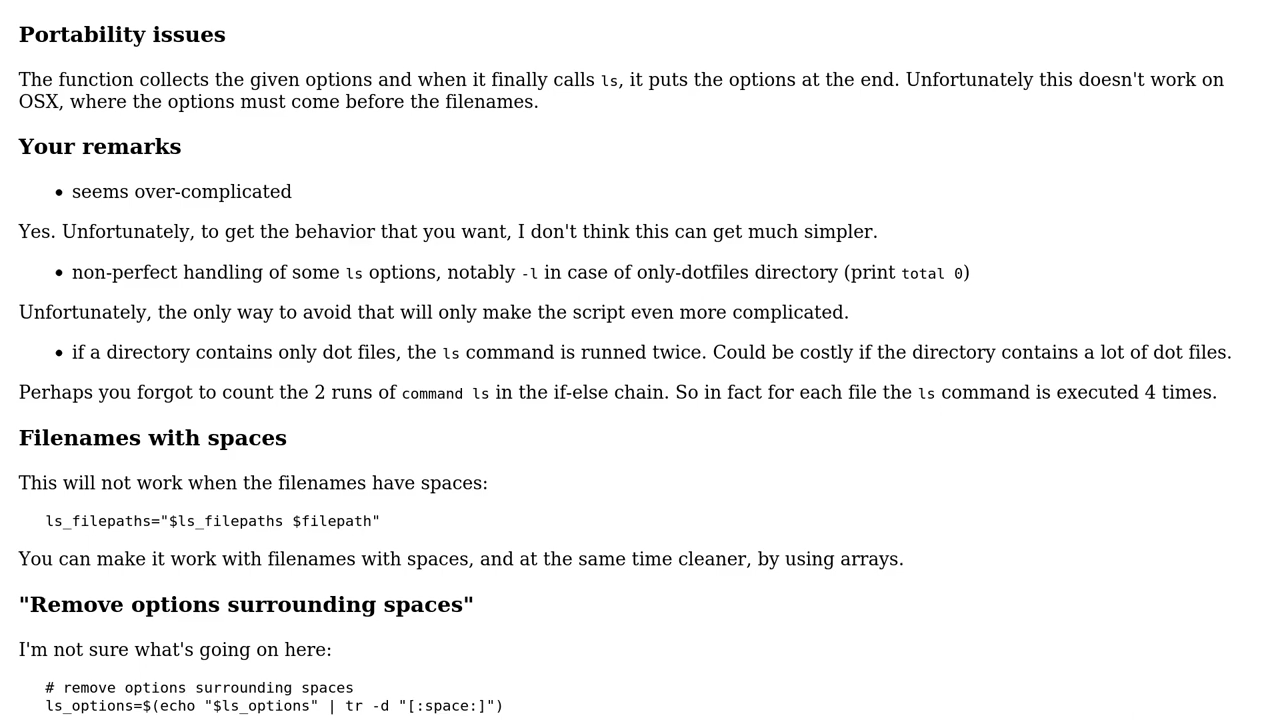 Portability issues
The function collects the given options and when it finally calls ls, it puts the options at the end. Unfortunately this doesn't work on
OSX, where the options must come before the filenames.
Your remarks
• seems over-complicated
Yes. Unfortunately, to get the behavior that you want, I don't think this can get much simpler.
• non-perfect handling of some ls options, notably -l in case of only-dotfiles directory (print total 0)
Unfortunately, the only way to avoid that will only make the script even more complicated.
• if a directory contains only dot files, the ls command is runned twice. Could be costly if the directory contains a lot of dot files.
Perhaps you forgot to count the 2 runs of command ls in the if-else chain. So in fact for each file the ls command is executed 4 times.
Filenames with spaces
This will not work when the filenames have spaces:
ls_filepaths="$ls_filepaths $filepath"
You can make it work with filenames with spaces, and at the same time cleaner, by using arrays.
"Remove options surrounding spaces"
I'm not sure what's going on here:
# remove options surrounding spaces
ls_options=$(echo "$ls_options" | tr -d "[:space:]")